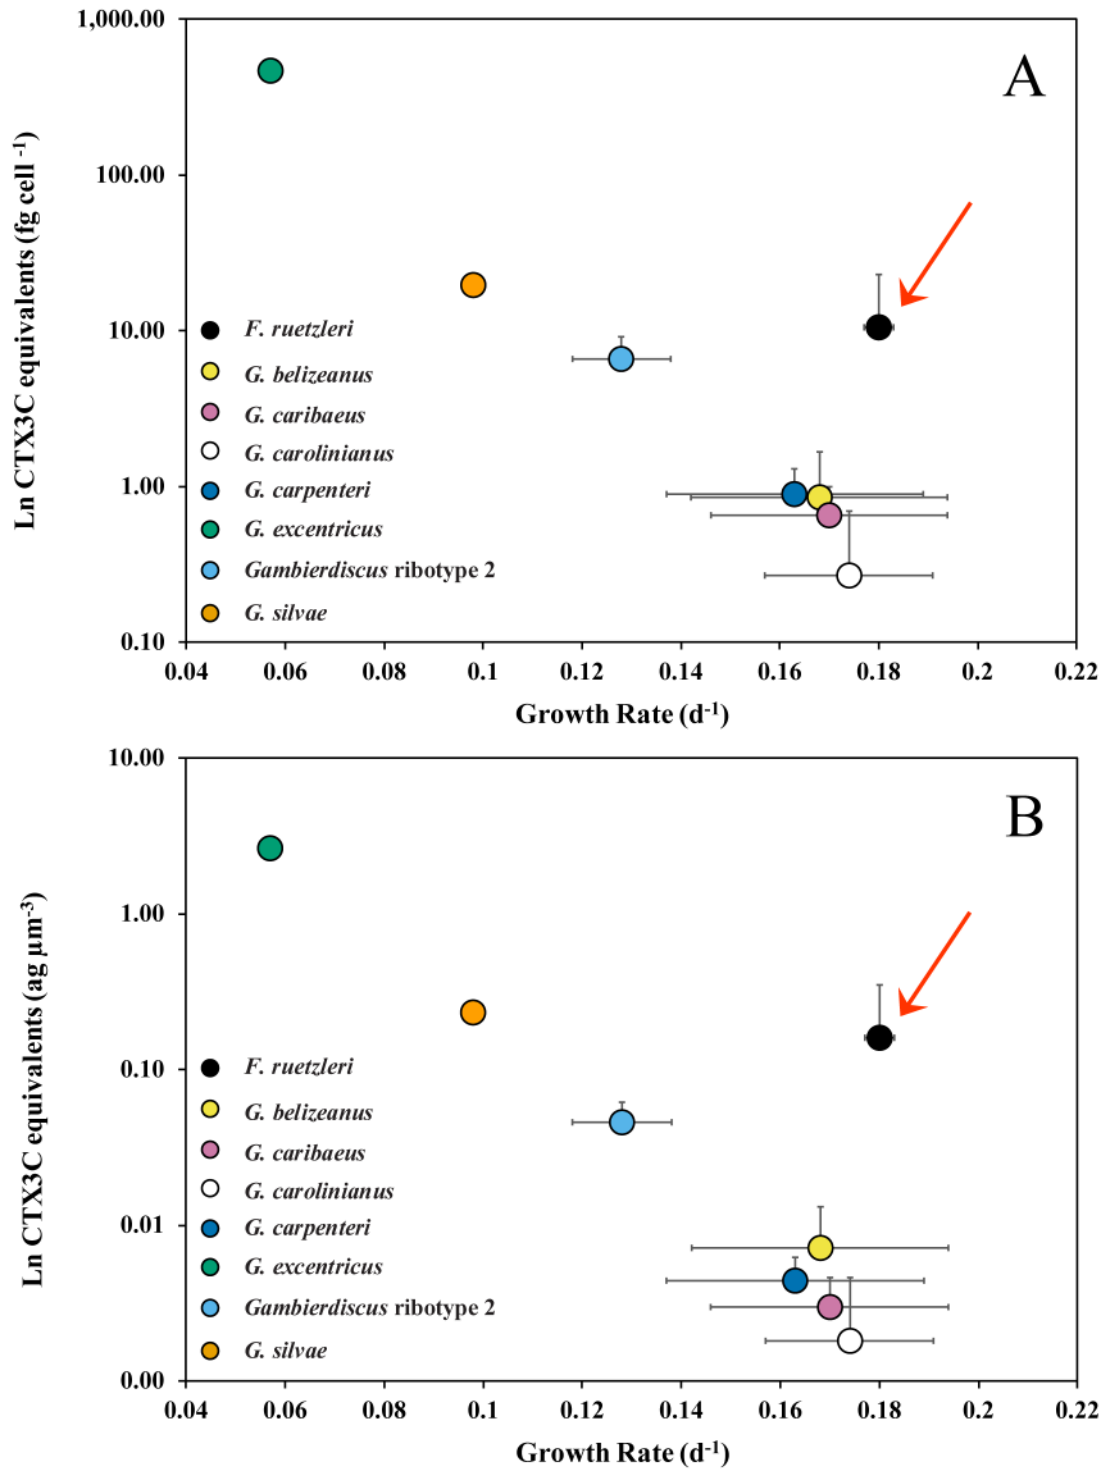 1,000.00
A
100.00
10.00
1.00
0.10
Ln CTX3C equivalents (fg cell -1)
F. ruetzleri
G. belizeanus
G. caribaeus
G. carolinianus
G. carpenteri
G. excentricus
Gambierdiscus ribotype 2
G. silvae
0.04 0.06 0.08 0.1 0.12 0.14 0.16 0.18 0.2 0.22
Growth Rate (d-1)
10.00
B
1.00
0.10
0.01
0.00
Ln CTX3C equivalents (ag µm-3)
F. ruetzleri
G. belizeanus
G. caribaeus
G. carolinianus
G. carpenteri
G. excentricus
Gambierdiscus ribotype 2
G. silvae
0.04 0.06 0.08 0.1 0.12 0.14 0.16 0.18 0.2 0.22
Growth Rate (d-1)